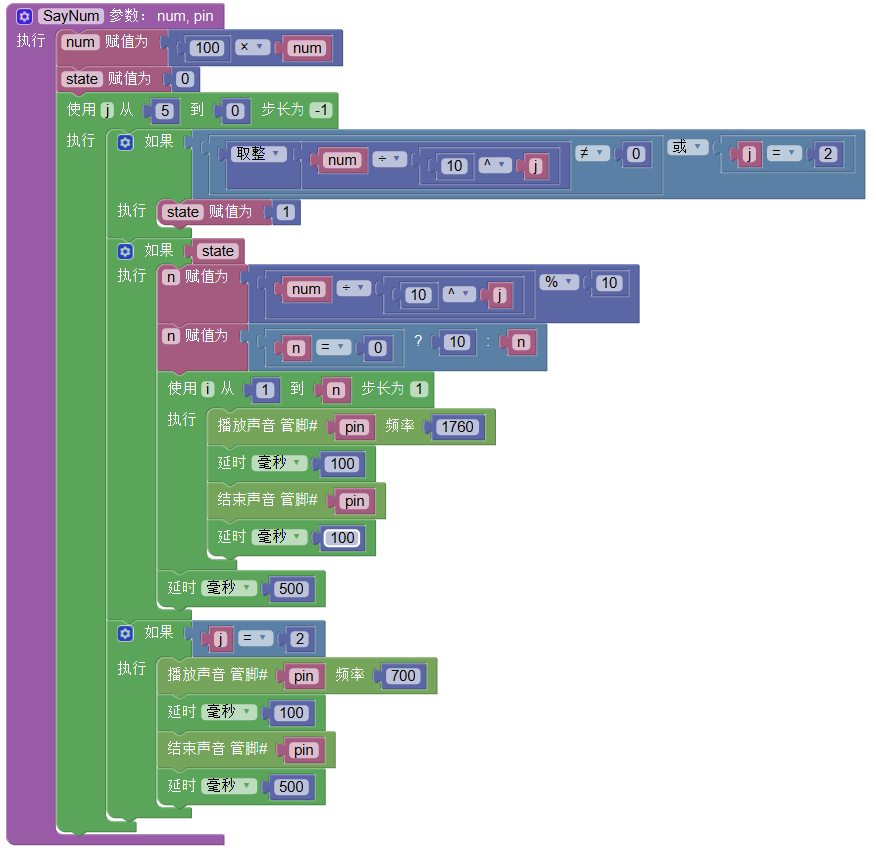 SayNum 参数: num, pin
执行 num 赋值为 100 × num
state 赋值为 0
使用 j 从 5 到 0 步长为 -1
执行 如果 取整 num ÷ 10 ^ j ≠ 0 或 j = 2
执行 state 赋值为 1
如果 state
执行 n 赋值为 num ÷ 10 ^ j % 10
n 赋值为 n = 0 ? 10 : n
使用 i 从 1 到 n 步长为 1
执行 播放声音 管脚# pin 频率 1760
延时 毫秒 100
结束声音 管脚# pin
延时 毫秒 100
延时 毫秒 500
如果 j = 2
执行 播放声音 管脚# pin 频率 700
延时 毫秒 100
结束声音 管脚# pin
延时 毫秒 500